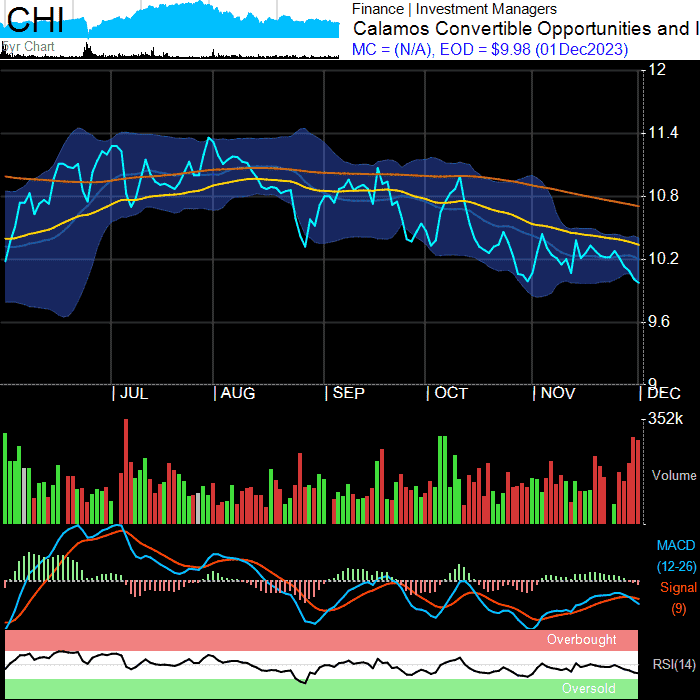 CHI
5yr Chart
Finance | Investment Managers
Calamos Convertible Opportunities and I
MC = (N/A), EOD = $9.98 (01Dec2023)
12
11.4
10.8
10.2
9.6
9
| JUL | AUG | SEP | OCT | NOV | DEC
352k
Volume
MACD
(12-26)
Signal
(9)
Overbought
RSI(14)
Oversold